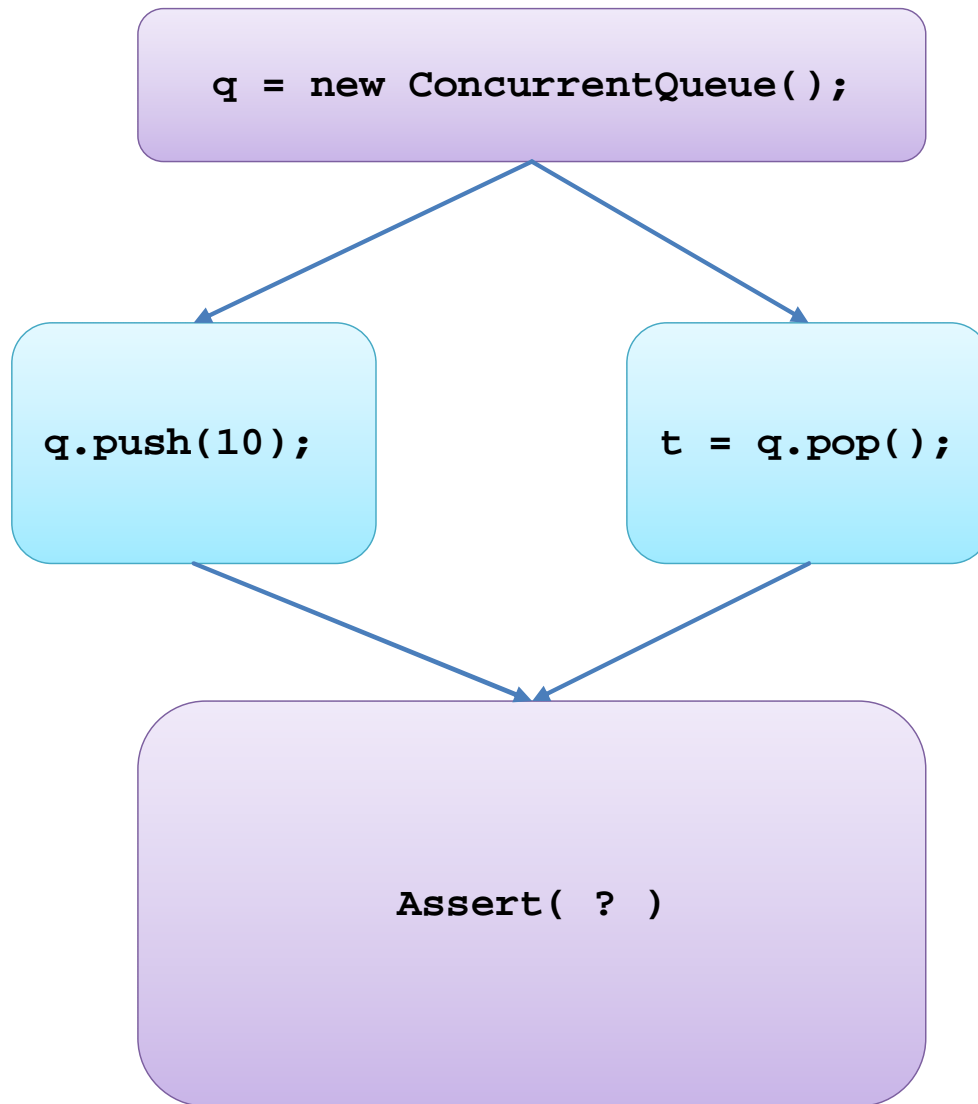 q = new ConcurrentQueue();
q.push(10);
t = q.pop();
Assert( ? )